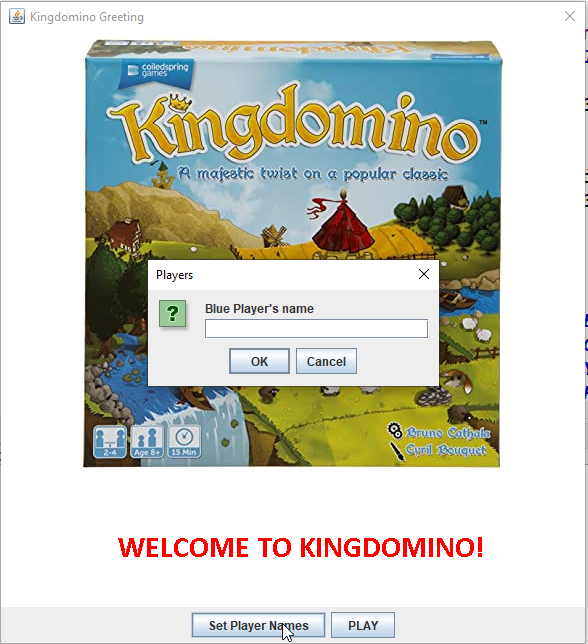 Kingdomino Greeting
coiledspring
games
Kingdomino™
A majestic twist on a popular classic
Players
?
Blue Player's name
OK
Cancel
Bruno Cathala
Cyril Bouquet
2-4
Age 8+
15 Min
WELCOME TO KINGDOMINO!
Set Player Names
PLAY